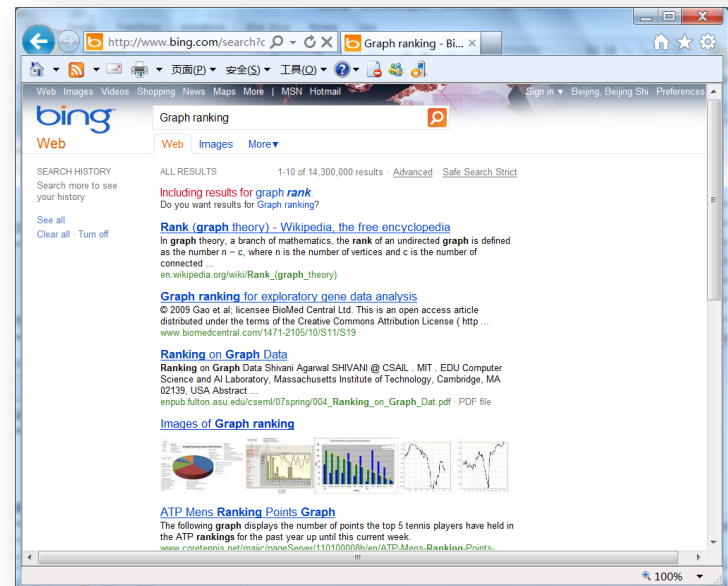 http://www.bing.com/search?c
Graph ranking - Bi...
页面(P) 安全(S) 工具(O)
Web Images Videos Shopping News Maps More | MSN Hotmail Sign in Beijing, Beijing Shi Preferences
bing
Graph ranking
Web
Web Images More
SEARCH HISTORY
Search more to see
your history
See all
Clear all · Turn off
ALL RESULTS 1-10 of 14,300,000 results · Advanced · Safe Search Strict
Including results for graph rank.
Do you want results for Graph ranking?
Rank (graph theory) - Wikipedia, the free encyclopedia
In graph theory, a branch of mathematics, the rank of an undirected graph is defined
as the number n − c, where n is the number of vertices and c is the number of
connected ...
en.wikipedia.org/wiki/Rank_(graph_theory)
Graph ranking for exploratory gene data analysis
© 2009 Gao et al; licensee BioMed Central Ltd. This is an open access article
distributed under the terms of the Creative Commons Attribution License ( http ...
www.biomedcentral.com/1471-2105/10/S11/S19
Ranking on Graph Data
Ranking on Graph Data Shivani Agarwal SHIVANI @ CSAIL . MIT . EDU Computer
Science and AI Laboratory, Massachusetts Institute of Technology, Cambridge, MA
02139, USA Abstract ...
enpub.fulton.asu.edu/cseml/07spring/004_Ranking_on_Graph_Dat.pdf · PDF file
Images of Graph ranking
ATP Mens Ranking Points Graph
The following graph displays the number of points the top 5 tennis players have held in
the ATP rankings for the past year up until this current week.
www.coretennis.net/majic/pageServer/110100008h/en/ATP-Mens-Ranking-Points-
100%